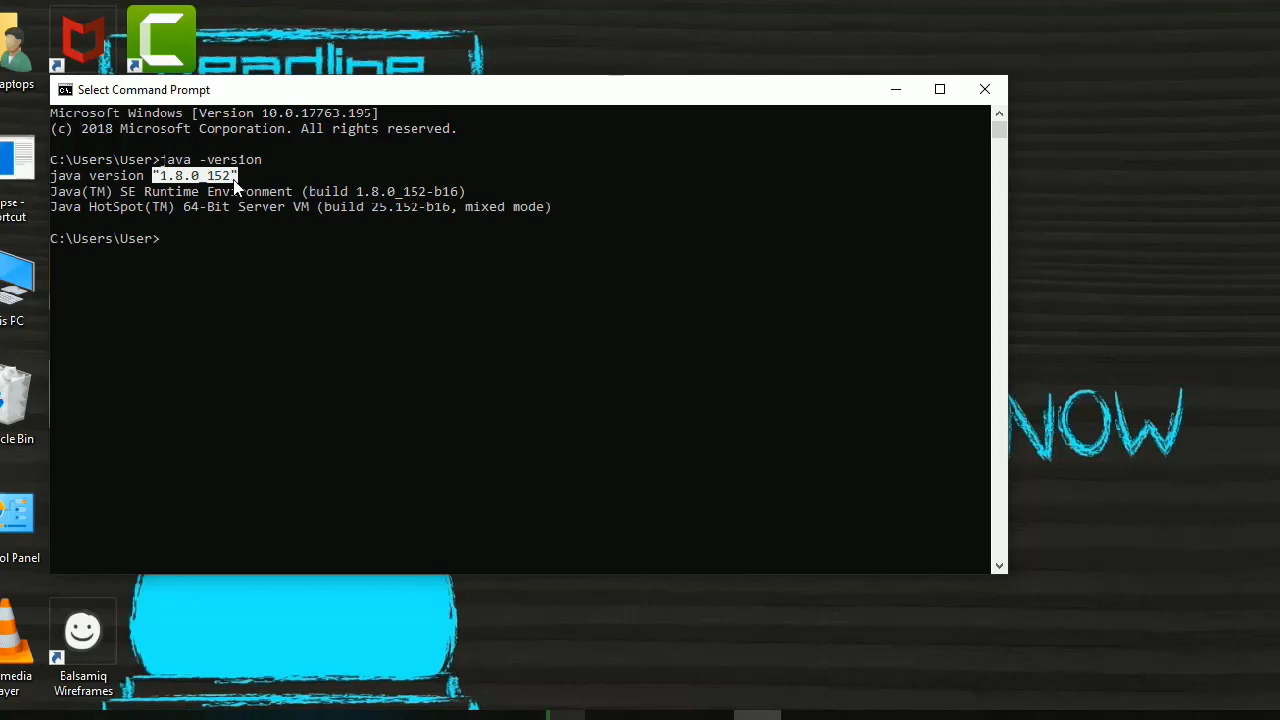 eadline
aptops
Select Command Prompt
Microsoft Windows [Version 10.0.17763.195]
(c) 2018 Microsoft Corporation. All rights reserved.
C:\Users\User>java -version
java version "1.8.0_152"
Java(TM) SE Runtime Environment (build 1.8.0_152-b16)
Java HotSpot(TM) 64-Bit Server VM (build 25.152-b16, mixed mode)
C:\Users\User>
pse -
ortcut
is PC
NOW
cle Bin
ol Panel
media
ayer
Balsamiq
Wireframes